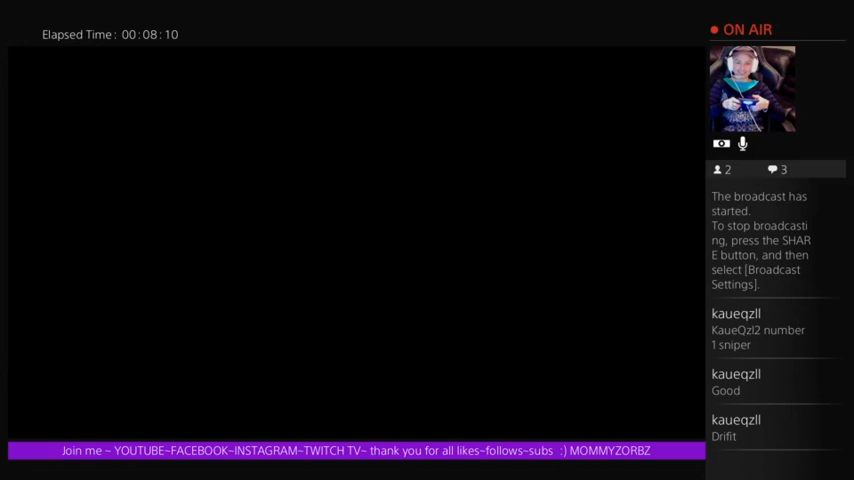 Elapsed Time: 00:08:10
ON AIR
2 3
The broadcast has
started.
To stop broadcasti
ng, press the SHAR
E button, and then
select [Broadcast
Settings].
kaueqzll
KaueQzl2 number
1 sniper
kaueqzll
Good
kaueqzll
Drifit
Join me ~ YOUTUBE~FACEBOOK~INSTAGRAM~TWITCH TV~ thank you for all likes~follows~subs :) MOMMYZORBZ